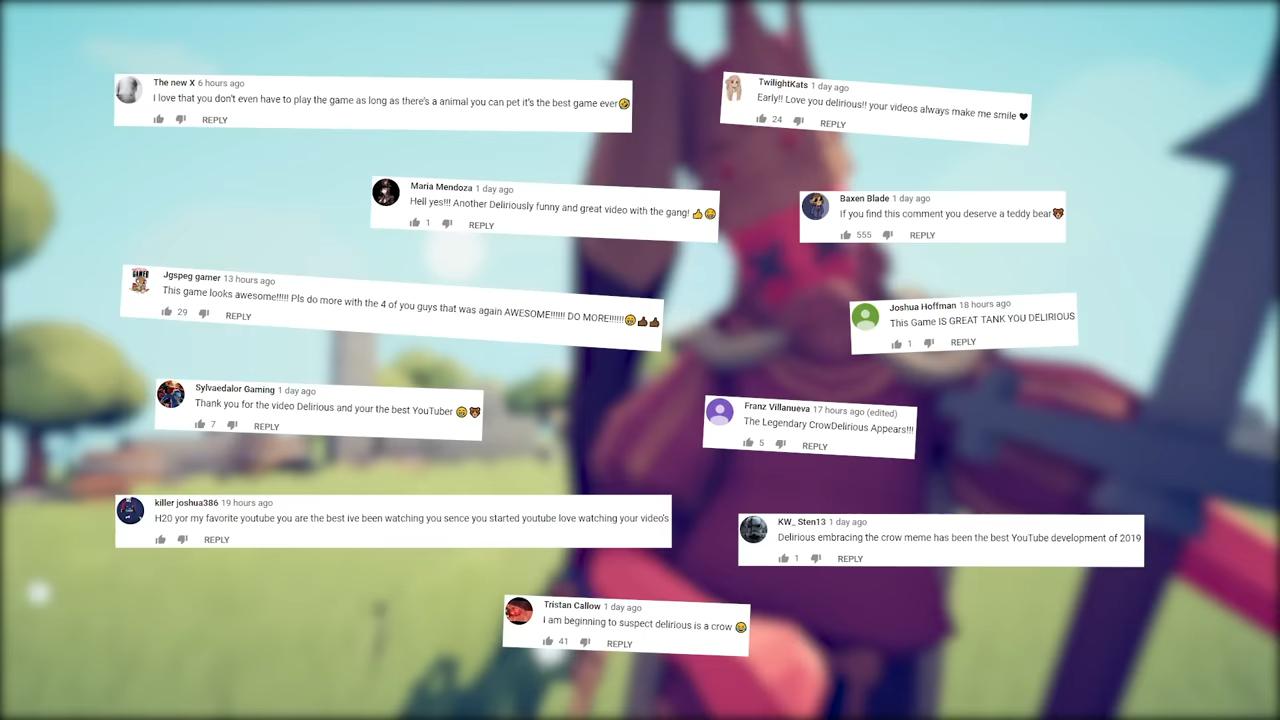 The new X 6 hours ago
I love that you don't even have to play the game as long as there's a animal you can pet it's the best game ever🤣
REPLY
TwilightKats 1 day ago
Early!! Love you delirious!! your videos always make me smile ♥
24 REPLY
Maria Mendoza 1 day ago
Hell yes!!! Another Deliriously funny and great video with the gang! 👍😂
1 REPLY
Baxen Blade 1 day ago
If you find this comment you deserve a teddy bear🐻
555 REPLY
Jgspeg gamer 13 hours ago
This game looks awesome!!!!! Pls do more with the 4 of you guys that was again AWESOME!!!!!! DO MORE!!!!!!😁👍🏾👍🏾
29 REPLY
Joshua Hoffman 18 hours ago
This Game IS GREAT TANK YOU DELIRIOUS
1 REPLY
Sylvaedalor Gaming 1 day ago
Thank you for the video Delirious and your the best YouTuber 😁🐻
7 REPLY
Franz Villanueva 17 hours ago (edited)
The Legendary CrowDelirious Appears!!!
5 REPLY
killer joshua386 19 hours ago
H20 yor my favorite youtube you are the best ive been watching you sence you started youtube love watching your video's
REPLY
KW_ Sten13 1 day ago
Delirious embracing the crow meme has been the best YouTube development of 2019
1 REPLY
Tristan Callow 1 day ago
I am beginning to suspect delirious is a crow 😂
41 REPLY